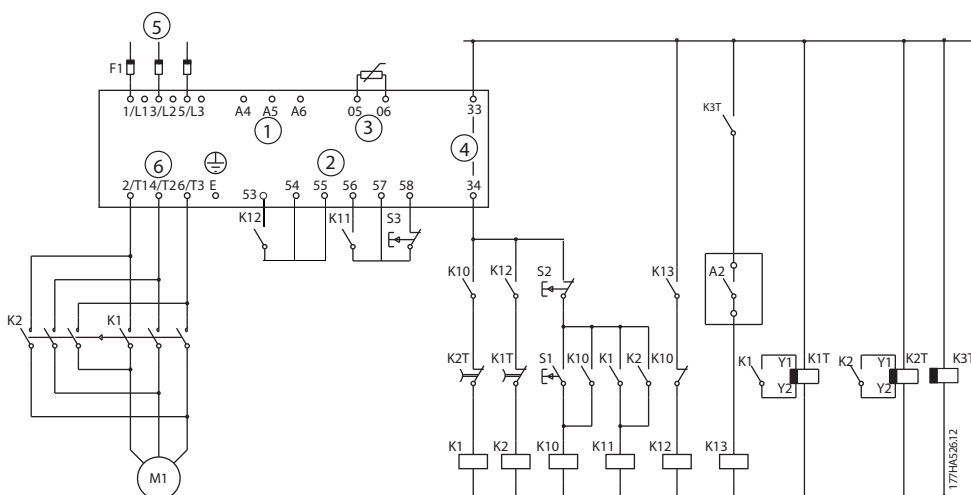 5
F1
1/L1 3/L2 5/L3 A4 A5 A6 05 06 33
1 3 4
6 2
2/T1 4/T2 6/T3 E 53 54 55 56 57 58 34
K12 K11 S3
K3T
K10 K12 S2 K13 A2
K2 K1
K2T K1T S1 K10 K1 K2 K10 K1 Y1 K1T K2 Y1 K2T K3T
Y2 Y2
K1 K2 K10 K11 K12 K13
M1
177HA526.12